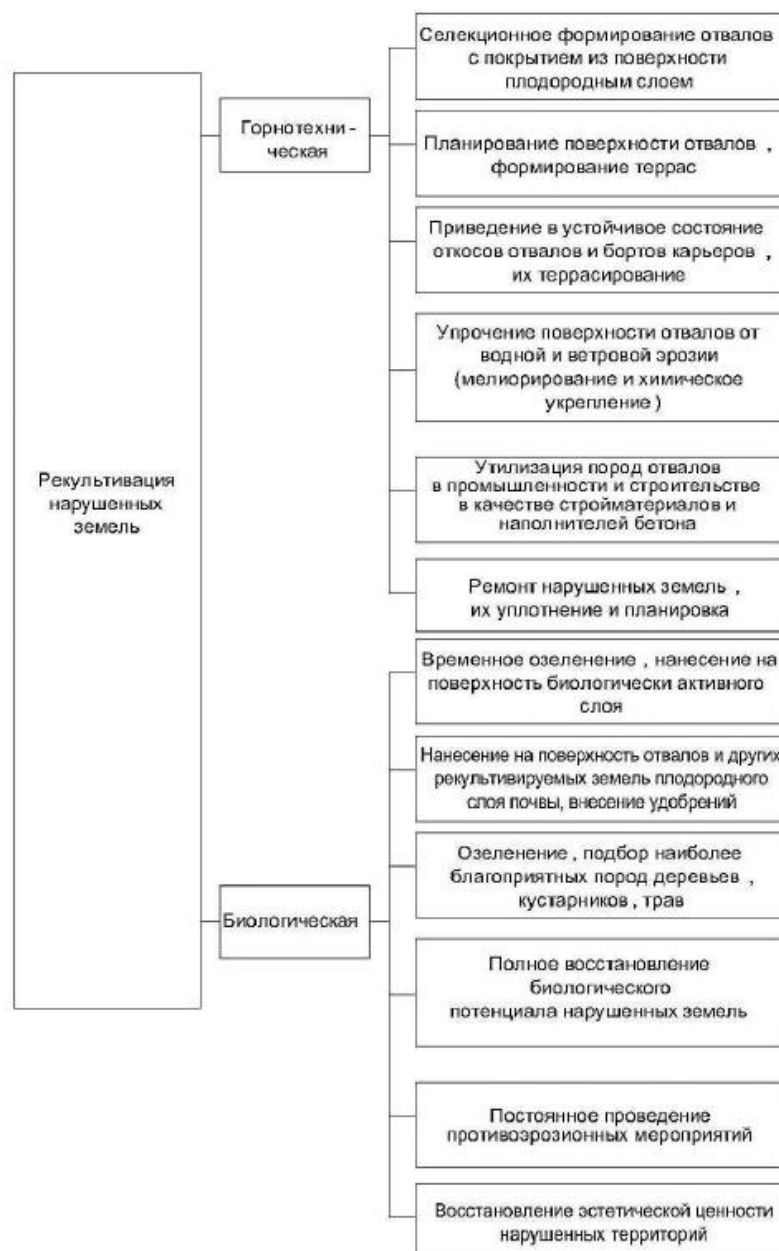 Рекультивация
нарушенных
земель
Горнотехни -
ческая
Селекционное формирование отвалов
с покрытием из поверхности
плодородным слоем
Планирование поверхности отвалов ,
формирование террас
Приведение в устойчивое состояние
откосов отвалов и бортов карьеров ,
их террасирование
Упрочение поверхности отвалов от
водной и ветровой эрозии
(мелиорирование и химическое
укрепление )
Утилизация пород отвалов
в промышленности и строительстве
в качестве стройматериалов и
наполнителей бетона
Ремонт нарушенных земель ,
их уплотнение и планировка
Биологическая
Временное озеленение , нанесение на
поверхность биологически активного
слоя
Нанесение на поверхность отвалов и других
рекультивируемых земель плодородного
слоя почвы, внесение удобрений
Озеленение , подбор наиболее
благоприятных пород деревьев ,
кустарников , трав
Полное восстановление
биологического
потенциала нарушенных земель
Постоянное проведение
противоэрозионных мероприятий
Восстановление эстетической ценности
нарушенных территорий